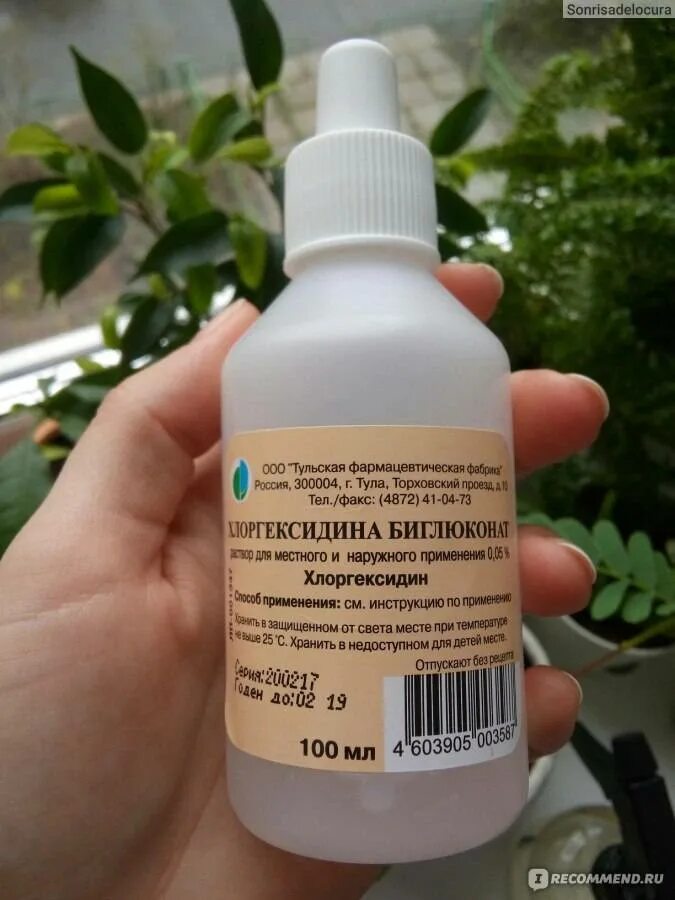 Sonrisadelocura
ООО "Тульская фармацевтическая фабрика"
Россия, 300004, г. Тула, Торховский проезд, д.10
Тел./факс: (4872) 41-04-73
ХЛОРГЕКСИДИНА БИГЛЮКОНАТ
раствор для местного и наружного применения 0,05 %
Хлоргексидин
Способ применения: см. инструкцию по применению
Хранить в защищенном от света месте при температуре
не выше 25 °С. Хранить в недоступном для детей месте.
Отпускают без рецепта
Серия:200217
Годен до:02 19
100 мл
4 603905 003587
IRECOMMEND.RU